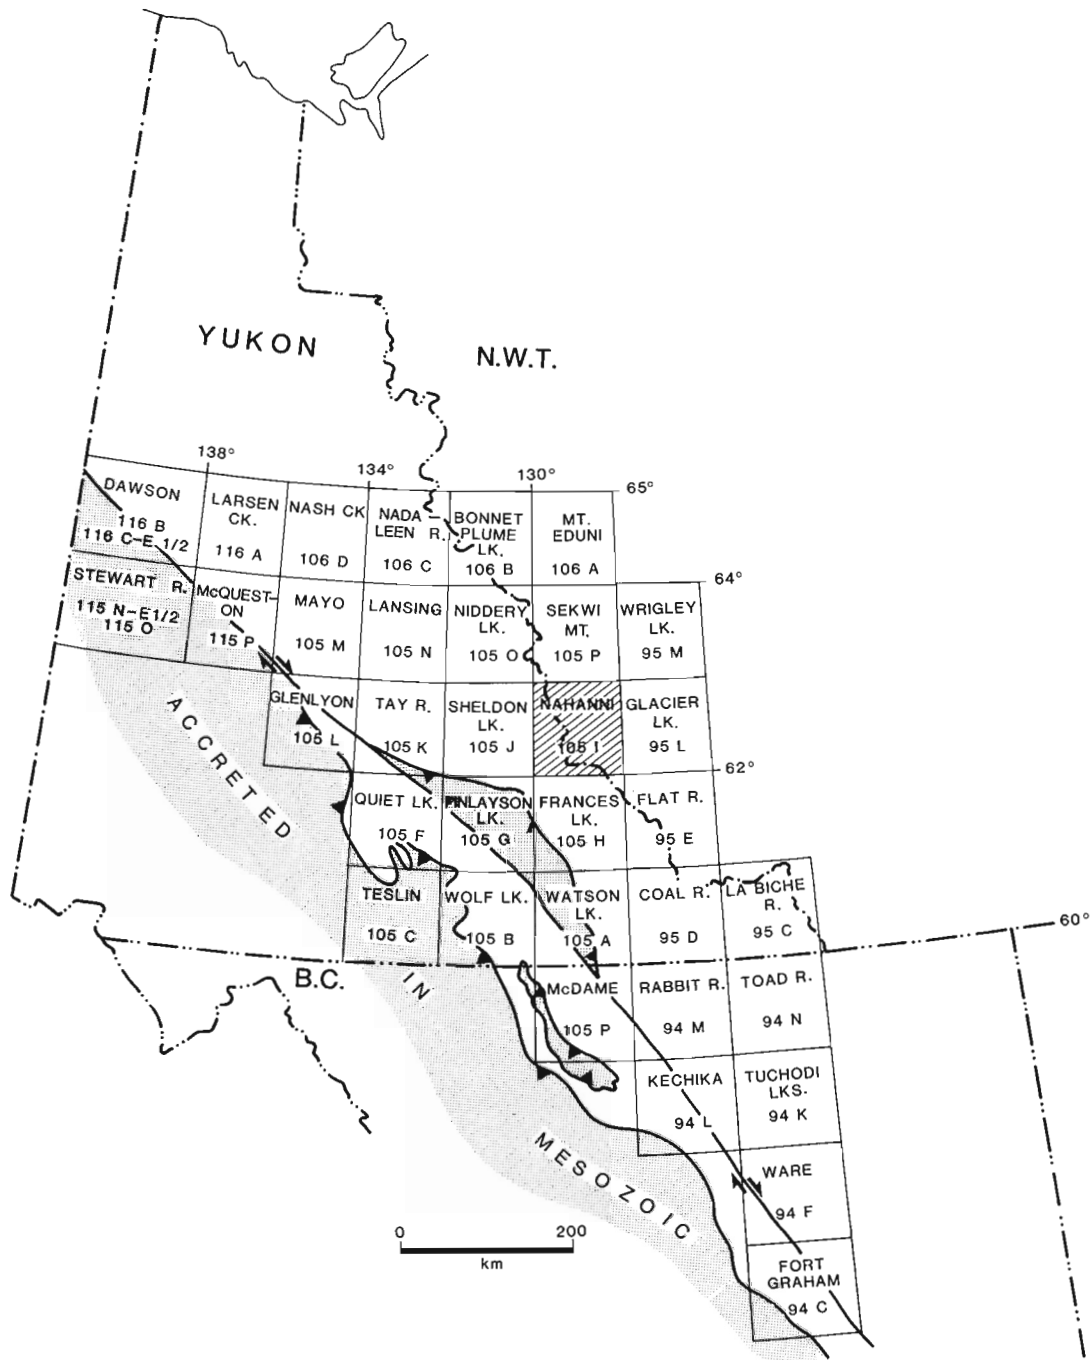 YUKON
N.W.T.
138°
134°
130°
65°
DAWSON
116 B
116 C-E 1/2
LARSEN
CK.
116 A
NASH CK
106 D
NADA-
LEEN R.
106 C
BONNET
PLUME
LK.
106 B
MT.
EDUNI
106 A
64°
STEWART R.
115 N-E1/2
115 O
McQUEST-
ON
115 P
MAYO
105 M
LANSING
105 N
NIDDERY
LK.
105 O
SEKWI
MT.
105 P
WRIGLEY
LK.
95 M
GLENLYON
105 L
TAY R.
105 K
SHELDON
LK.
105 J
NAHANNI
105 I
GLACIER
LK.
95 L
62°
QUIET LK.
105 F
FINLAYSON
LK.
105 G
FRANCES
LK.
105 H
FLAT R.
95 E
TESLIN
105 C
WOLF LK.
105 B
WATSON
LK.
105 A
COAL R.
95 D
LA BICHE
R.
95 C
60°
B.C.
McDAME
105 P
RABBIT R.
94 M
TOAD R.
94 N
KECHIKA
94 L
TUCHODI
LKS.
94 K
WARE
94 F
FORT
GRAHAM
94 C
ACCRETED
IN
MESOZOIC
0 200
km